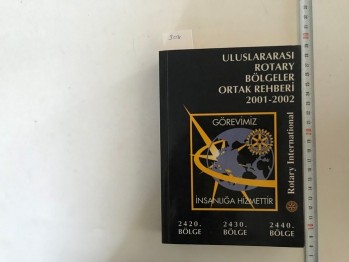 ULUSLARARASI
ROTARY
BÖLGELER
ORTAK REHBERİ
2001-2002
GÖREVİMİZ
İNSANLIĞA HİZMETTİR
Rotary International
2420. BÖLGE
2430. BÖLGE
2440. BÖLGE